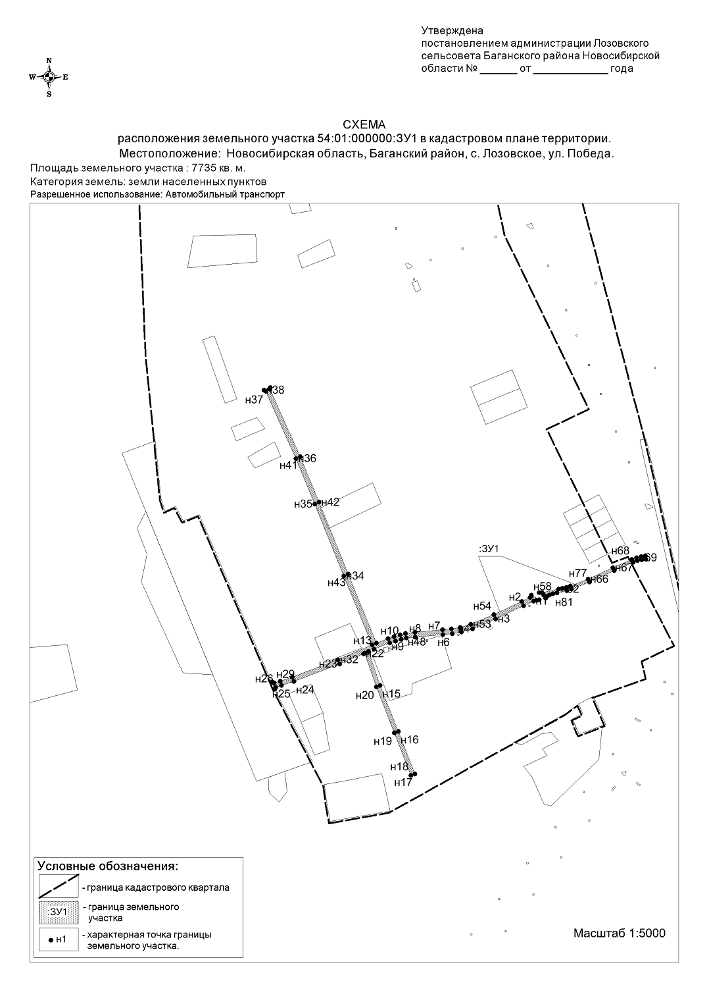 Утверждена
постановлением администрации Лозовского
сельсовета Баганского района Новосибирской
области № _______ от ______________ года
N
W E
S
СХЕМА
расположения земельного участка 54:01:000000:ЗУ1 в кадастровом плане территории.
Местоположение: Новосибирская область, Баганский район, с. Лозовское, ул. Победа.
Площадь земельного участка : 7735 кв. м.
Категория земель: земли населенных пунктов
Разрешенное использование: Автомобильный транспорт
н38
н37
н36
н41
н42
н35
:ЗУ1
н68
н69
н67
н34
н43
н77
н66
н58
н2
н1
н81
н54
н3
н53
н7
н8
н10
н6
н48
н9
н13
н22
н32
н23
н29
н26
н24
н25
н20
н15
н19
н16
н18
н17
Условные обозначения:
- граница кадастрового квартала
:ЗУ1
- граница земельного
участка
н1
- характерная точка границы
земельного участка.
Масштаб 1:5000